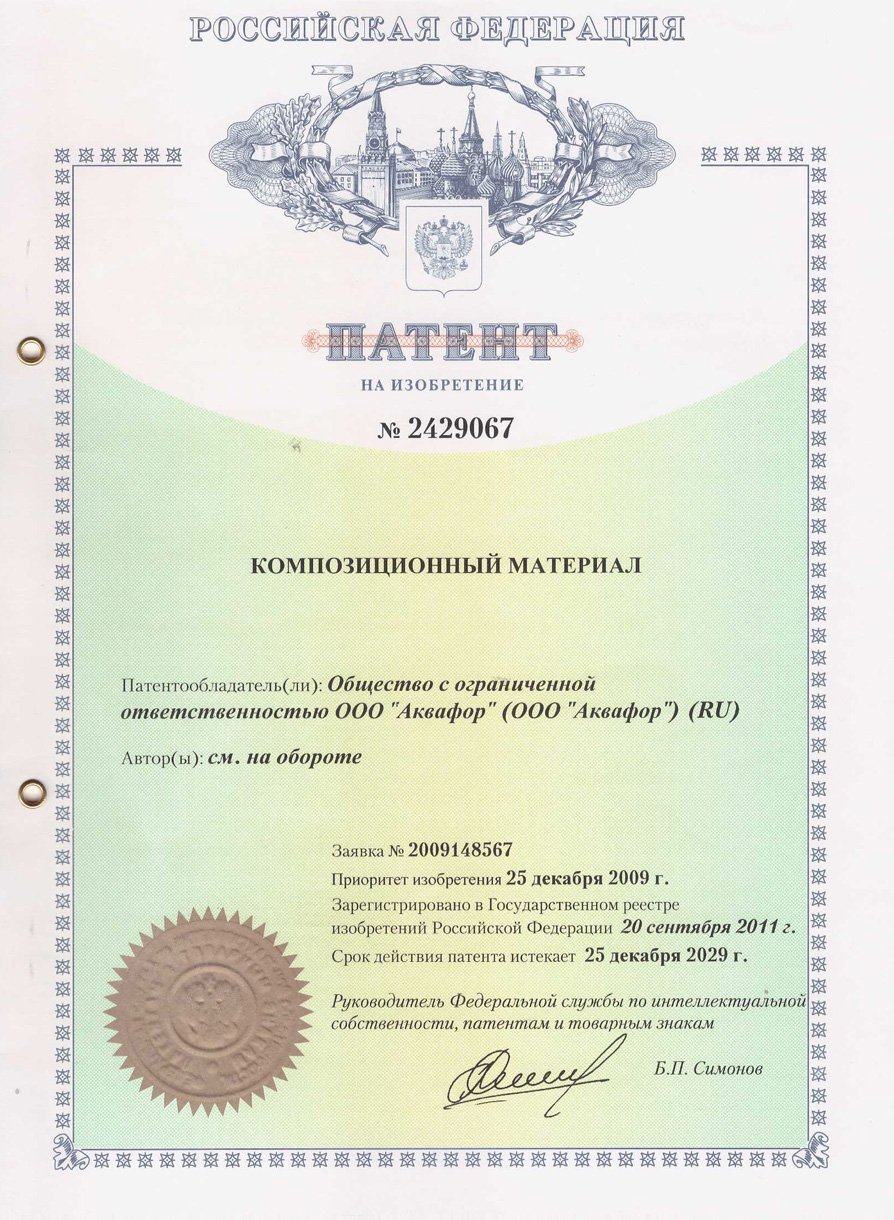 РОССИЙСКАЯ ФЕДЕРАЦИЯ
ПАТЕНТ
НА ИЗОБРЕТЕНИЕ
№ 2429067
КОМПОЗИЦИОННЫЙ МАТЕРИАЛ
Патентообладатель(ли): Общество с ограниченной
ответственностью ООО "Аквафор" (ООО "Аквафор") (RU)
Автор(ы): см. на обороте
Заявка № 2009148567
Приоритет изобретения 25 декабря 2009 г.
Зарегистрировано в Государственном реестре
изобретений Российской Федерации 20 сентября 2011 г.
Срок действия патента истекает 25 декабря 2029 г.
Руководитель Федеральной службы по интеллектуальной
собственности, патентам и товарным знакам
Б.П. Симонов